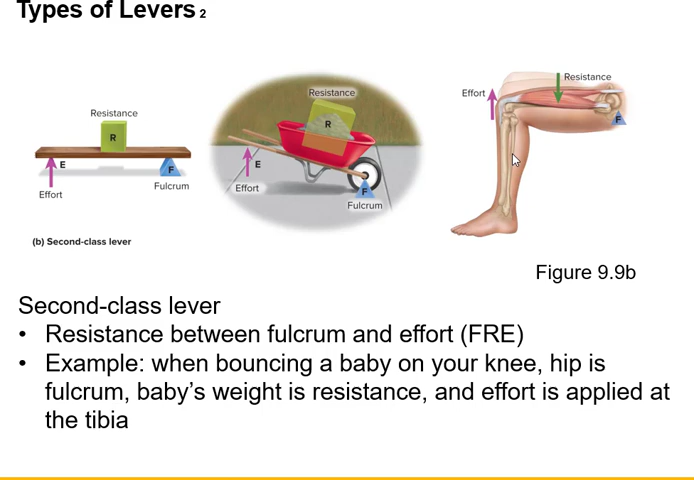 Types of Levers 2
Resistance
R
E
F
Effort
Fulcrum
Resistance
R
E
Effort
F
Fulcrum
Effort
Resistance
F
(b) Second-class lever
Figure 9.9b
Second-class lever
• Resistance between fulcrum and effort (FRE)
• Example: when bouncing a baby on your knee, hip is
fulcrum, baby’s weight is resistance, and effort is applied at
the tibia